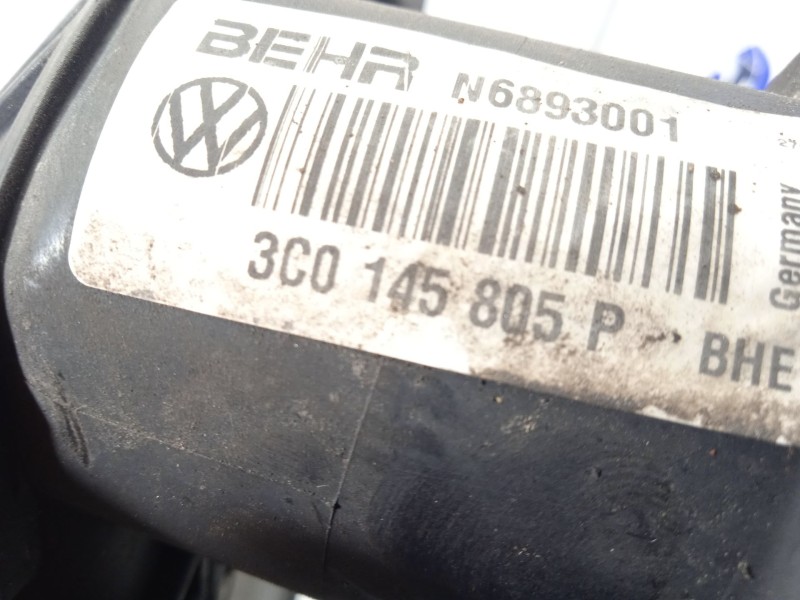 BEHR N6893001
3C0 145 805 P
BHE
Germany